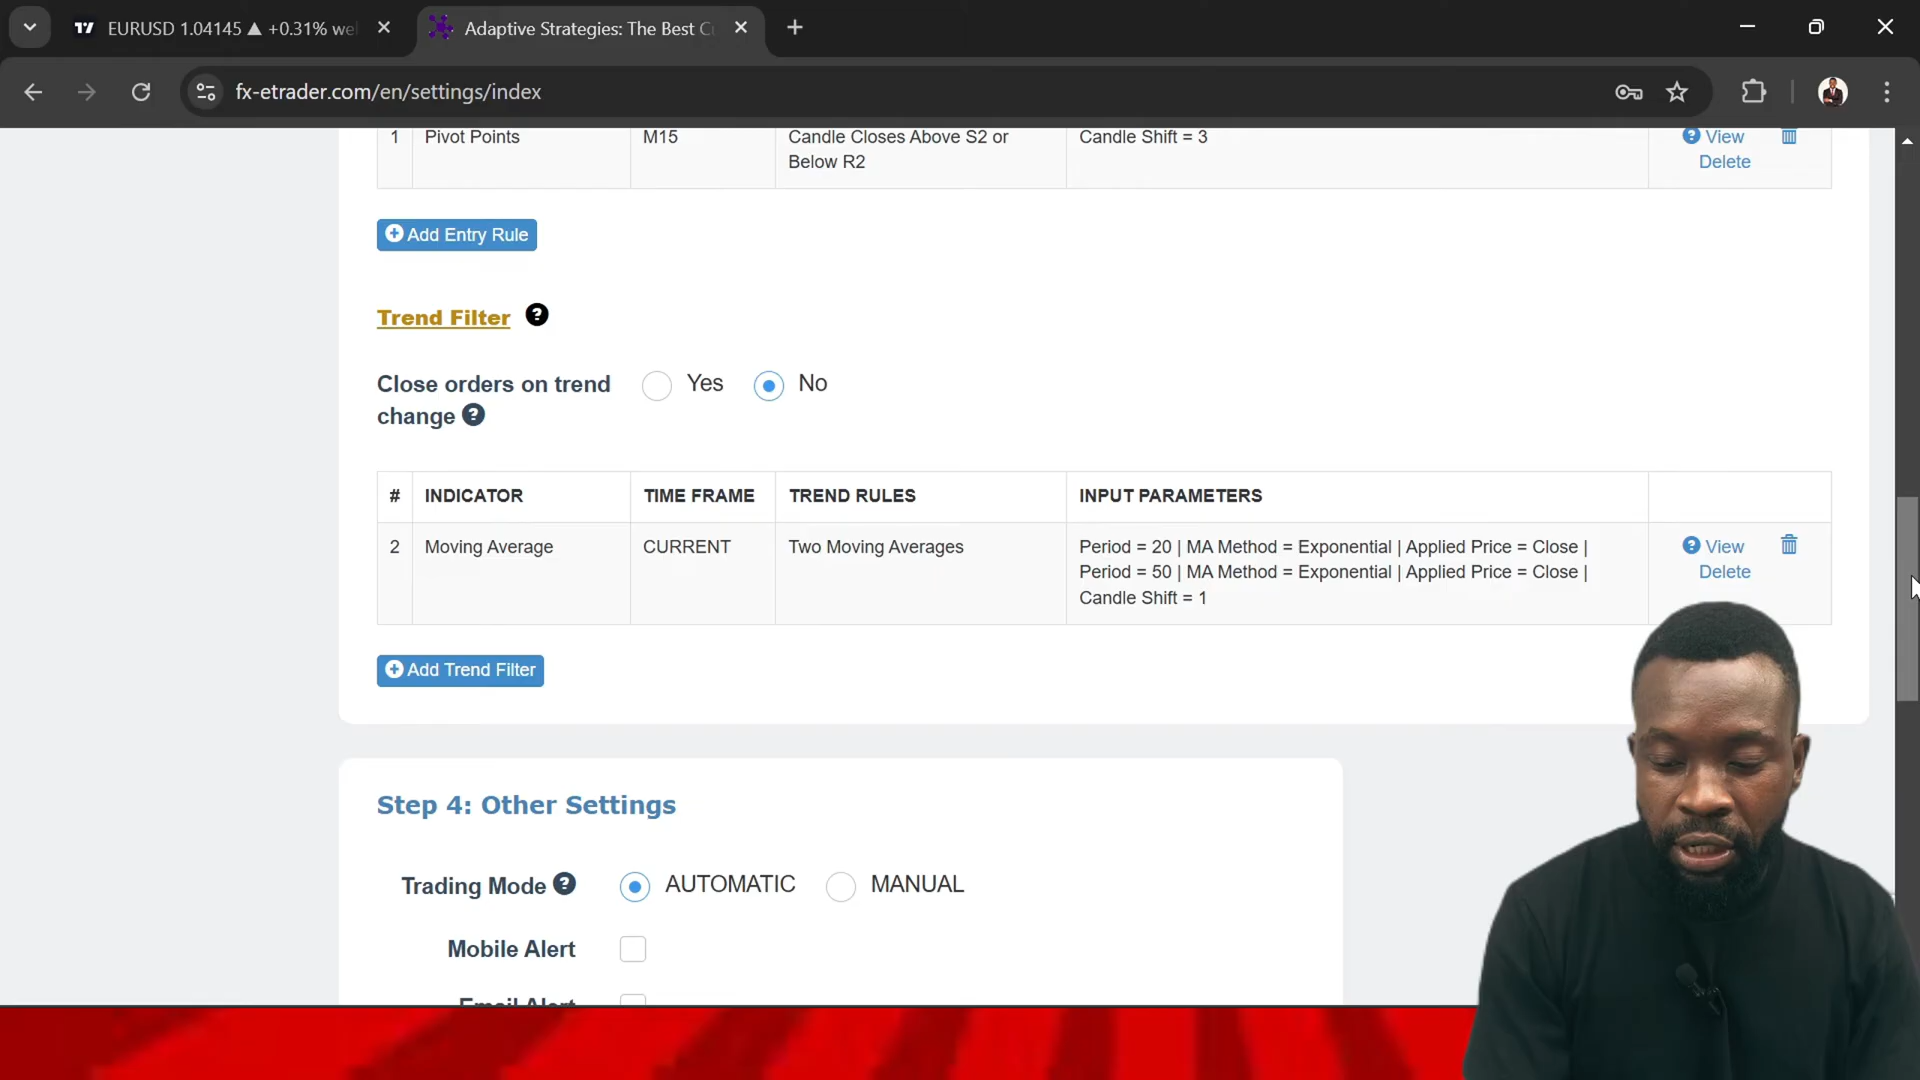 EURUSD 1.04145 ▲ +0.31% we
Adaptive Strategies: The Best C
fx-etrader.com/en/settings/index
1 Pivot Points M15 Candle Closes Above S2 or Candle Shift = 3 View
Below R2 Delete
Add Entry Rule
Trend Filter
Close orders on trend Yes No
change
# INDICATOR TIME FRAME TREND RULES INPUT PARAMETERS
2 Moving Average CURRENT Two Moving Averages Period = 20 | MA Method = Exponential | Applied Price = Close | View
Period = 50 | MA Method = Exponential | Applied Price = Close | Delete
Candle Shift = 1
Add Trend Filter
Step 4: Other Settings
Trading Mode AUTOMATIC MANUAL
Mobile Alert
Email Alert